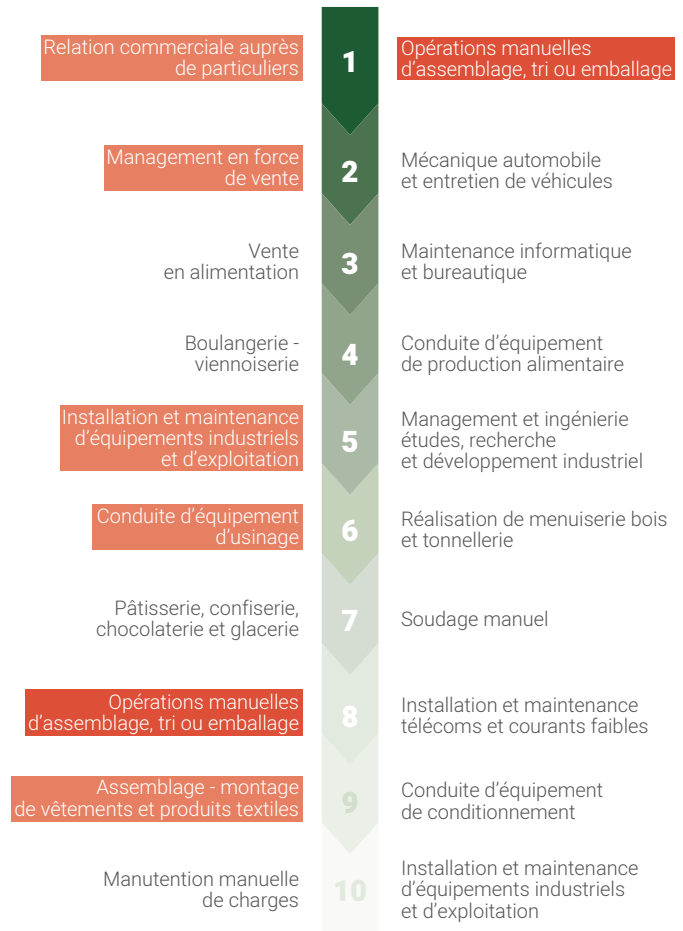 Relation commerciale auprès
de particuliers
1
Opérations manuelles
d'assemblage, tri ou emballage
Management en force
de vente
2
Mécanique automobile
et entretien de véhicules
Vente
en alimentation
3
Maintenance informatique
et bureautique
Boulangerie -
viennoiserie
4
Conduite d'équipement
de production alimentaire
Installation et maintenance
d'équipements industriels
et d'exploitation
5
Management et ingénierie
études, recherche
et développement industriel
Conduite d'équipement
d'usinage
6
Réalisation de menuiserie bois
et tonnellerie
Pâtisserie, confiserie,
chocolaterie et glacerie
7
Soudage manuel
Opérations manuelles
d'assemblage, tri ou emballage
8
Installation et maintenance
télécoms et courants faibles
Assemblage - montage
de vêtements et produits textiles
9
Conduite d'équipement
de conditionnement
Manutention manuelle
de charges
10
Installation et maintenance
d'équipements industriels
et d'exploitation